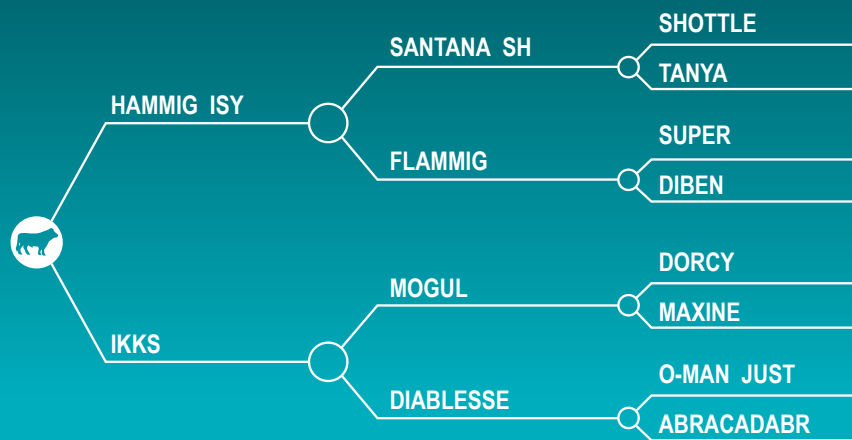 SHOTTLE
SANTANA SH
TANYA
HAMMIG ISY
SUPER
FLAMMIG
DIBEN
DORCY
MOGUL
MAXINE
IKKS
O-MAN JUST
DIABLESSE
ABRACADABR